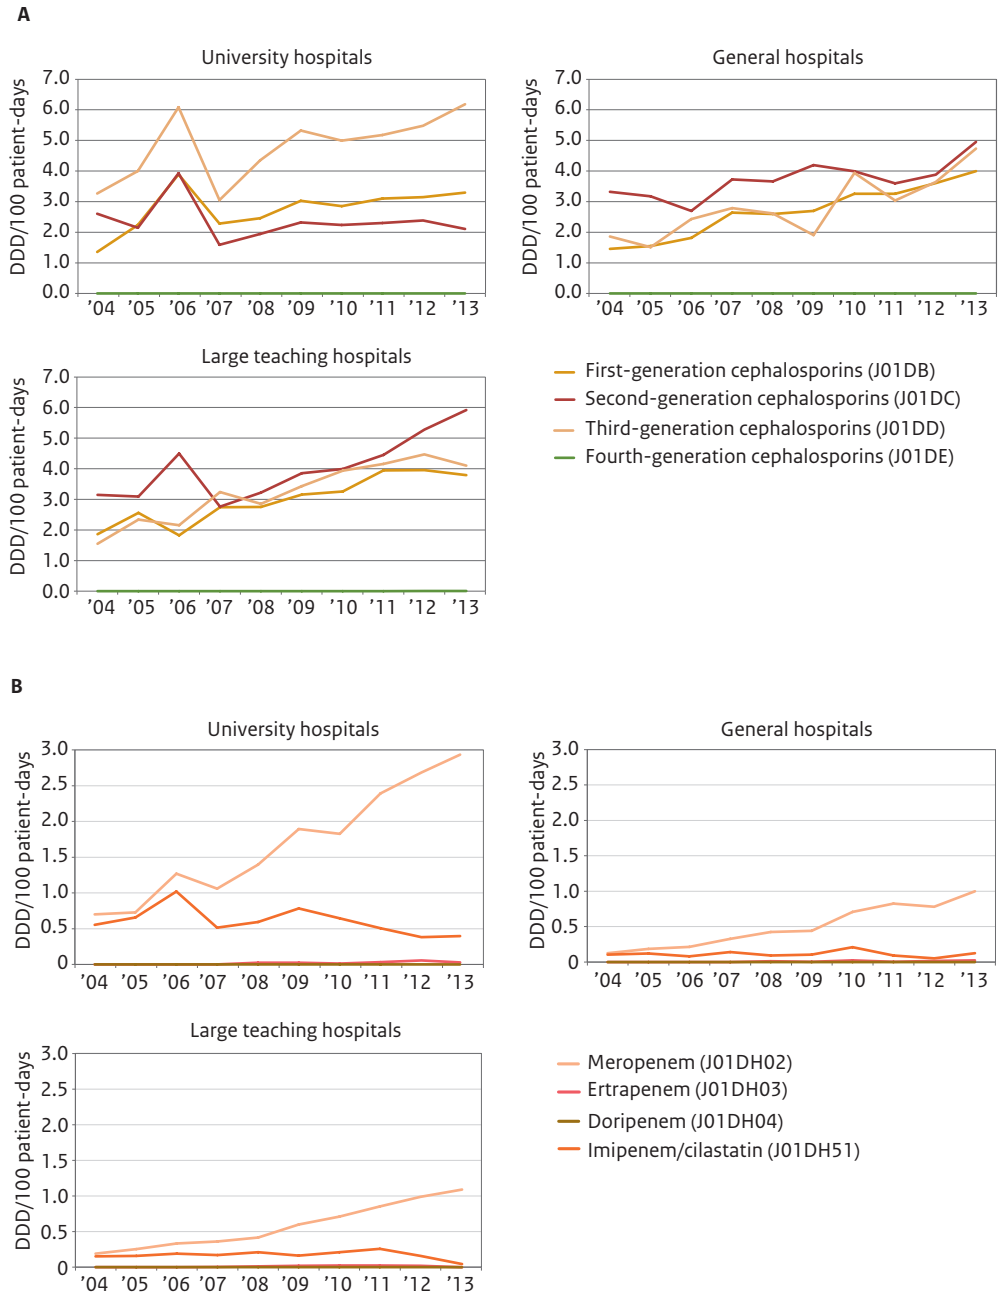 A
University hospitals
DDD/100 patient-days
7.0
6.0
5.0
4.0
3.0
2.0
1.0
0.0
’04 ’05 ’06 ’07 ’08 ’09 ’10 ’11 ’12 ’13
General hospitals
DDD/100 patient-days
7.0
6.0
5.0
4.0
3.0
2.0
1.0
0.0
’04 ’05 ’06 ’07 ’08 ’09 ’10 ’11 ’12 ’13
Large teaching hospitals
DDD/100 patient-days
7.0
6.0
5.0
4.0
3.0
2.0
1.0
0.0
’04 ’05 ’06 ’07 ’08 ’09 ’10 ’11 ’12 ’13
First-generation cephalosporins (J01DB)
Second-generation cephalosporins (J01DC)
Third-generation cephalosporins (J01DD)
Fourth-generation cephalosporins (J01DE)
B
University hospitals
DDD/100 patient-days
3.0
2.5
2.0
1.5
1.0
0.5
0
’04 ’05 ’06 ’07 ’08 ’09 ’10 ’11 ’12 ’13
General hospitals
DDD/100 patient-days
3.0
2.5
2.0
1.5
1.0
0.5
0
’04 ’05 ’06 ’07 ’08 ’09 ’10 ’11 ’12 ’13
Large teaching hospitals
DDD/100 patient-days
3.0
2.5
2.0
1.5
1.0
0.5
0
’04 ’05 ’06 ’07 ’08 ’09 ’10 ’11 ’12 ’13
Meropenem (J01DH02)
Ertrapenem (J01DH03)
Doripenem (J01DH04)
Imipenem/cilastatin (J01DH51)